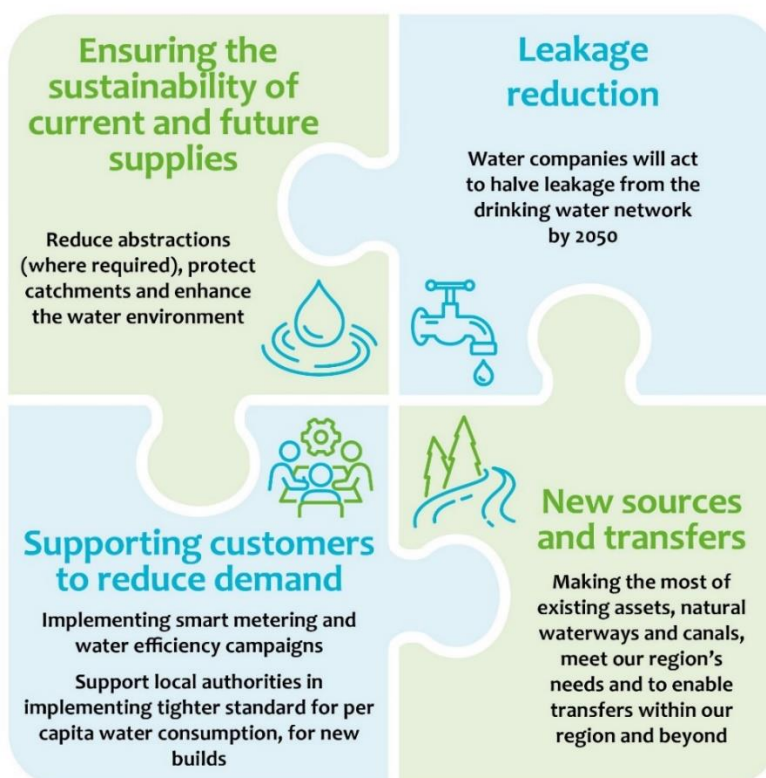 Ensuring the
sustainability of
current and future
supplies
Reduce abstractions
(where required), protect
catchments and enhance
the water environment
Leakage
reduction
Water companies will act
to halve leakage from the
drinking water network
by 2050
Supporting customers
to reduce demand
Implementing smart metering and
water efficiency campaigns
Support local authorities in
implementing tighter standard for per
capita water consumption, for new
builds
New sources
and transfers
Making the most of
existing assets, natural
waterways and canals,
meet our region's
needs and to enable
transfers within our
region and beyond